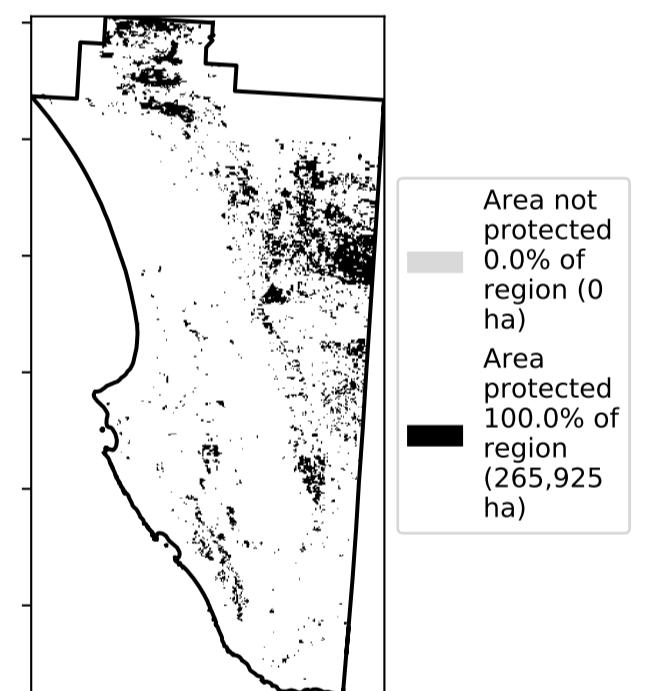 Area not
protected
0.0% of
region (0
ha)
Area
protected
100.0% of
region
(265,925
ha)